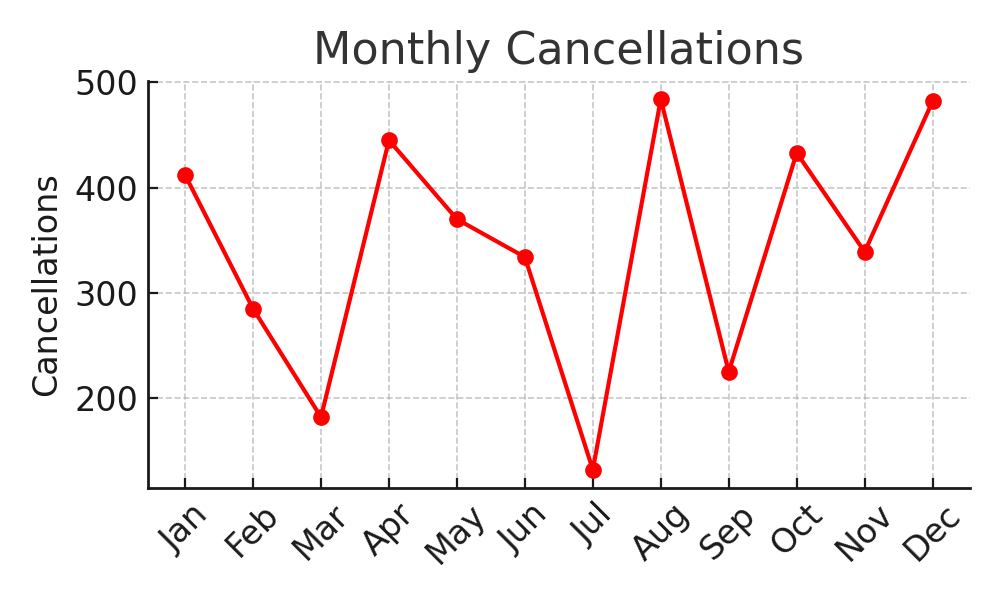 Monthly Cancellations
Cancellations
500
400
300
200
Jan
Feb
Mar
Apr
May
Jun
Jul
Aug
Sep
Oct
Nov
Dec